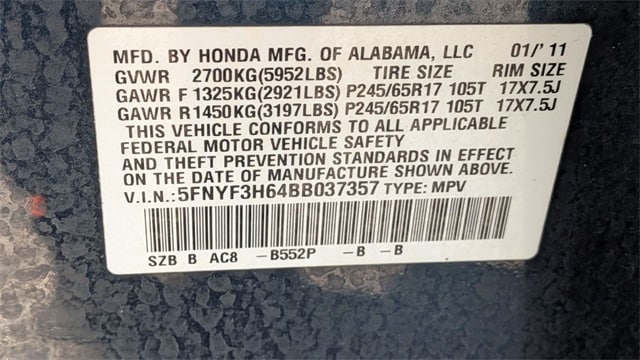 MFD. BY HONDA MFG. OF ALABAMA, LLC 01/'11
GVWR 2700KG(5952LBS) TIRE SIZE RIM SIZE
GAWR F 1325KG(2921LBS) P245/65R17 105T 17X7.5J
GAWR R 1450KG(3197LBS) P245/65R17 105T 17X7.5J
THIS VEHICLE CONFORMS TO ALL APPLICABLE
FEDERAL MOTOR VEHICLE SAFETY
AND THEFT PREVENTION STANDARDS IN EFFECT
ON THE DATE OF MANUFACTURE SHOWN ABOVE.
V.I.N.: 5FNYF3H64BB037357 TYPE: MPV
SZB B AC8 -B552P -B -B